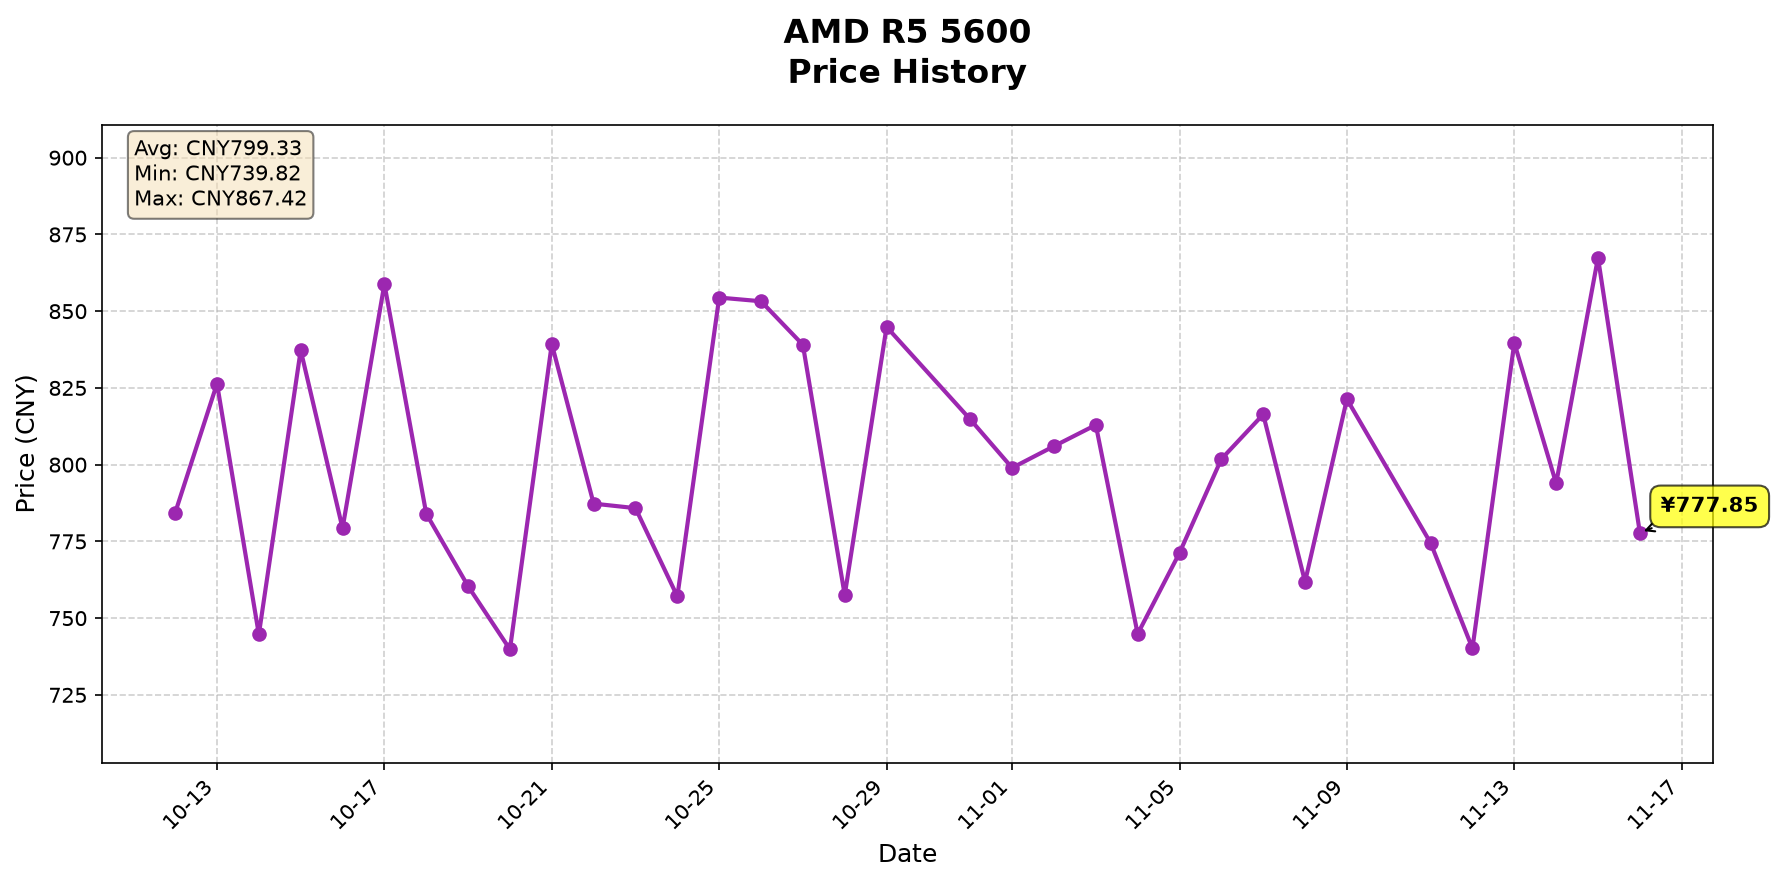 AMD R5 5600
Price History
Avg: CNY799.33
Min: CNY739.82
Max: CNY867.42
Price (CNY)
900
875
850
825
800
775
750
725
¥777.85
10-13
10-17
10-21
10-25
10-29
11-01
11-05
11-09
11-13
11-17
Date